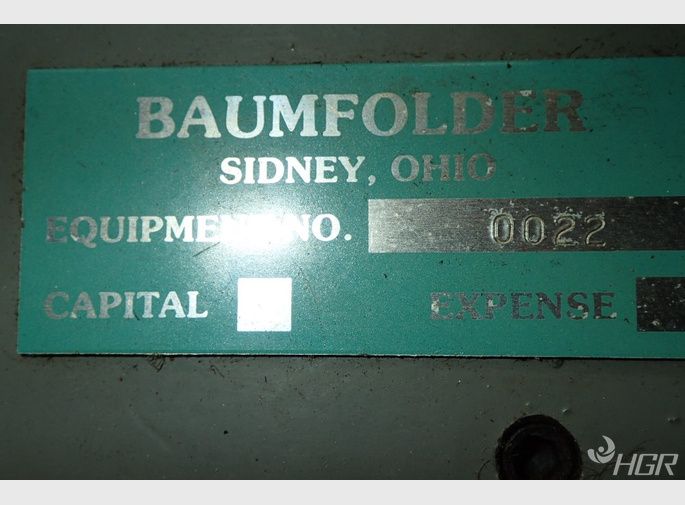 BAUMFOLDER
SIDNEY, OHIO
EQUIPMENT NO. 0022
CAPITAL EXPENSE
HGR